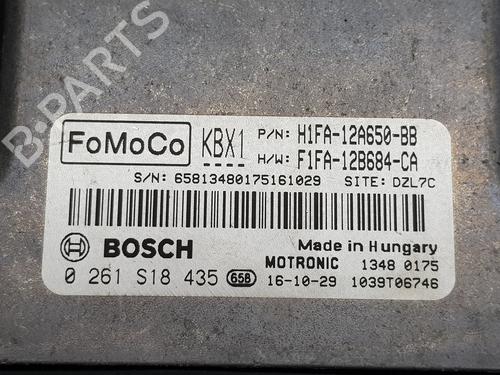 FoMoCo KBX1 P/N: H1FA-12A650-BB
H/W: F1FA-12B684-CA
S/N: 65813480175161029 SITE: DZL7C
BOSCH Made in Hungary
MOTRONIC 1348 0175
0 261 S18 435 65B 16-10-29 1039T06746
B-PARTS